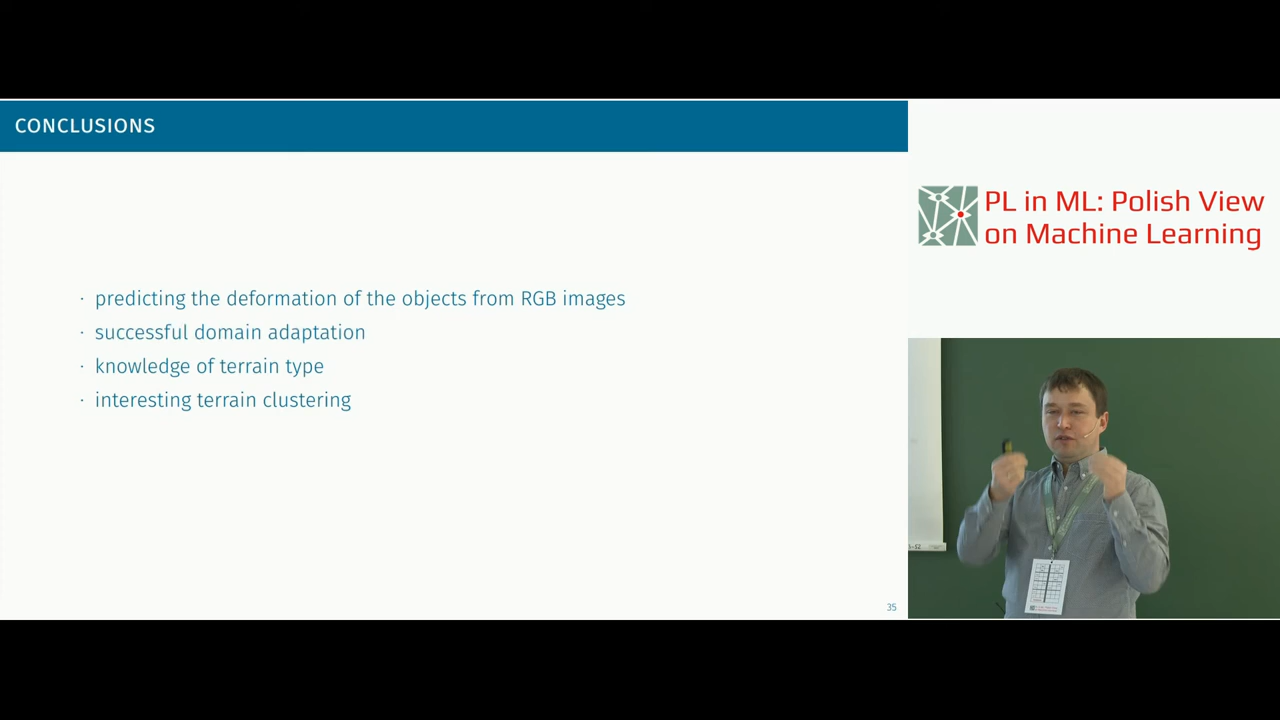 CONCLUSIONS
· predicting the deformation of the objects from RGB images
· successful domain adaptation
· knowledge of terrain type
· interesting terrain clustering
35
PL in ML: Polish View
on Machine Learning